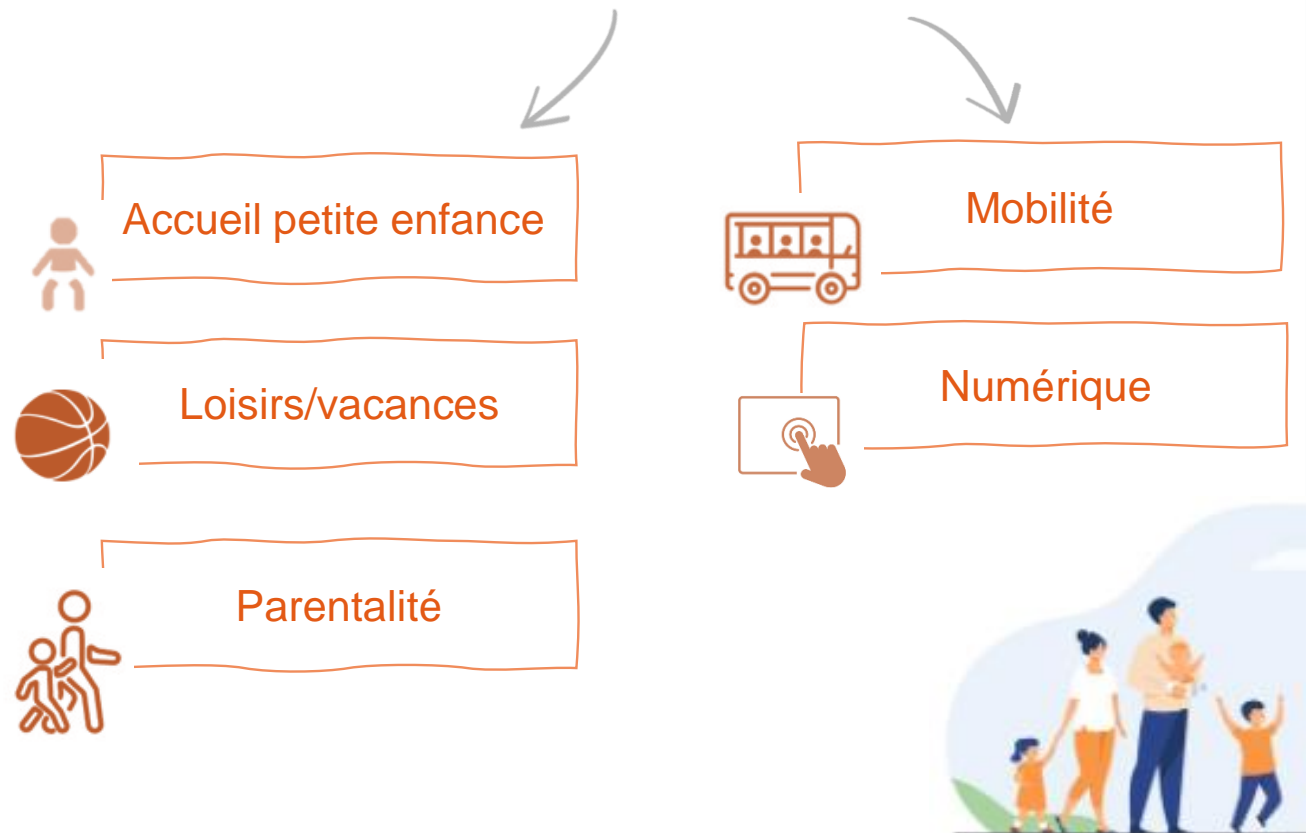 Accueil petite enfance
Loisirs/vacances
Parentalité
Mobilité
Numérique